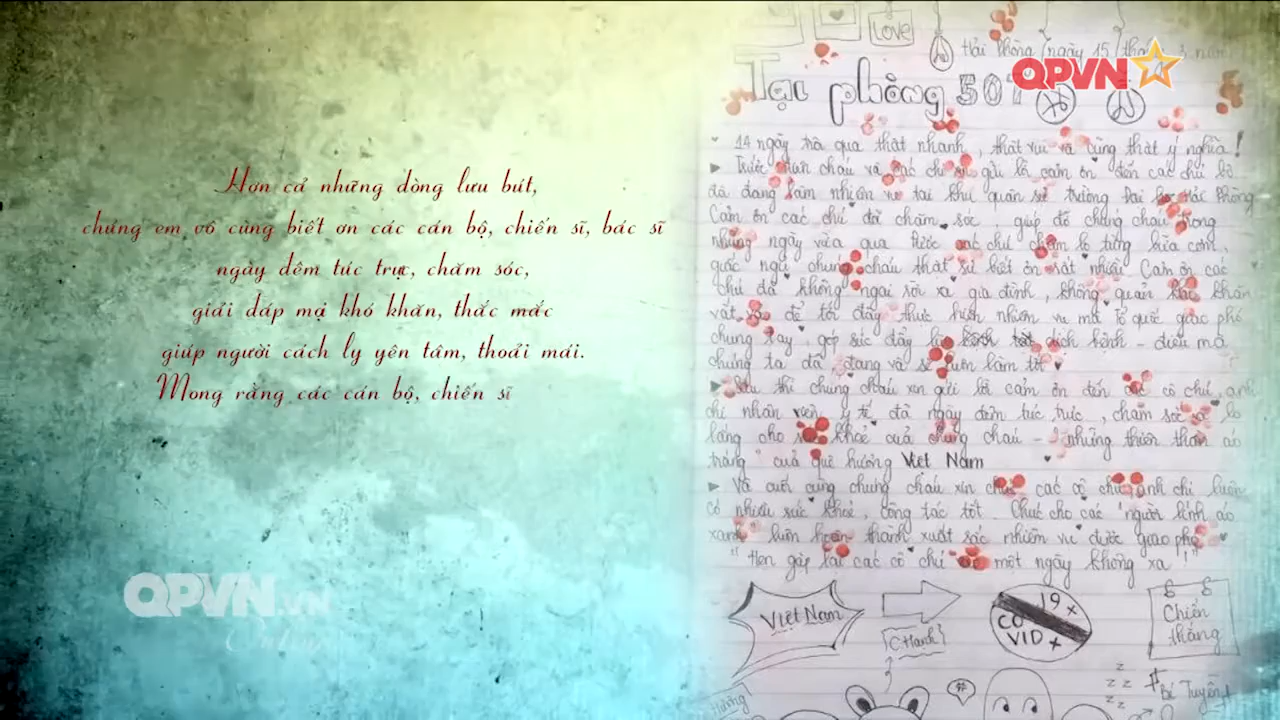 Hơn cả những dòng lưu bút,
chúng em vô cùng biết ơn các cán bộ, chiến sĩ, bác sĩ
ngày đêm túc trực, chăm sóc,
giải đáp mọi khó khăn, thắc mắc
giúp người cách ly yên tâm, thoải mái.
Mong rằng các cán bộ, chiến sĩ
QPVN.VN
Online
QPVN
LOVE
Hải Phòng, ngày 15 tháng 3 năm
Tại phòng 507
14 ngày trôi qua thật nhanh, thật vui và cũng thật ý nghĩa!
Trước tiên cháu và các chị em gửi lời cảm ơn đến các chú bộ
đã đang làm nhiệm vụ tại khu quân sự trường Đại học Hải Phòng
Cảm ơn các chú đã chăm sóc, giúp đỡ chúng cháu trong
những ngày vừa qua. Được các chú chăm lo từng bữa cơm,
giấc ngủ chúng cháu thật sự biết ơn rất nhiều. Cảm ơn các
chú đã không ngại rời xa gia đình, không quản khó khăn
vất vả để tới đây thực hiện nhiệm vụ mà Tổ quốc giao phó
chung tay, góp sức đẩy lùi dịch bệnh - điều mà
chúng ta đã, đang và sẽ luôn làm tốt
thì chúng cháu xin gửi lời cảm ơn đến các cô chú, anh
chị nhân viên y tế đã ngày đêm túc trực, chăm sóc và lo
lắng cho sức khoẻ của chúng cháu - "những thiên thần áo
trắng" của quê hương Việt Nam
Và cuối cùng chúng cháu xin chúc các cô chú, anh chị luôn
có nhiều sức khoẻ, công tác tốt. Chúc cho các "người lính áo
xanh" luôn hoàn thành xuất sắc nhiệm vụ được giao phó
"Hẹn gặp lại các cô chú một ngày không xa!"
Việt Nam
C.Hạnh
19
COVID
Chiến
thắng
Hương
#
z z z z
Bé Tuyền